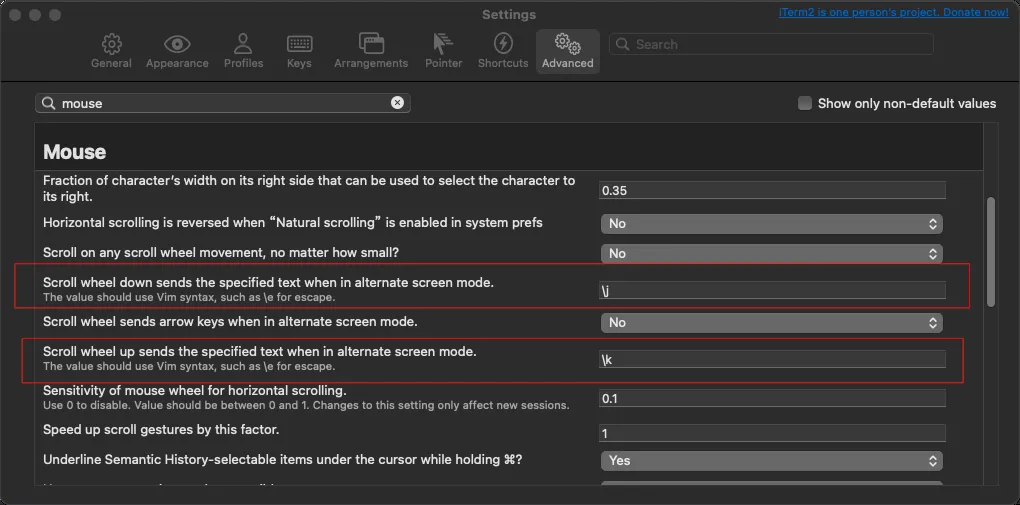 Settings
iTerm2 is one person's project. Donate now!
General
Appearance
Profiles
Keys
Arrangements
Pointer
Shortcuts
Advanced
Search
mouse
Show only non-default values
Mouse
Fraction of character's width on its right side that can be used to select the character to
its right.
0.35
Horizontal scrolling is reversed when “Natural scrolling” is enabled in system prefs
No
Scroll on any scroll wheel movement, no matter how small?
No
Scroll wheel down sends the specified text when in alternate screen mode.
The value should use Vim syntax, such as \e for escape.
\j
Scroll wheel sends arrow keys when in alternate screen mode.
No
Scroll wheel up sends the specified text when in alternate screen mode.
The value should use Vim syntax, such as \e for escape.
\k
Sensitivity of mouse wheel for horizontal scrolling.
Use 0 to disable. Value should be between 0 and 1. Changes to this setting only affect new sessions.
0.1
Speed up scroll gestures by this factor.
1
Underline Semantic History-selectable items under the cursor while holding ⌘?
Yes